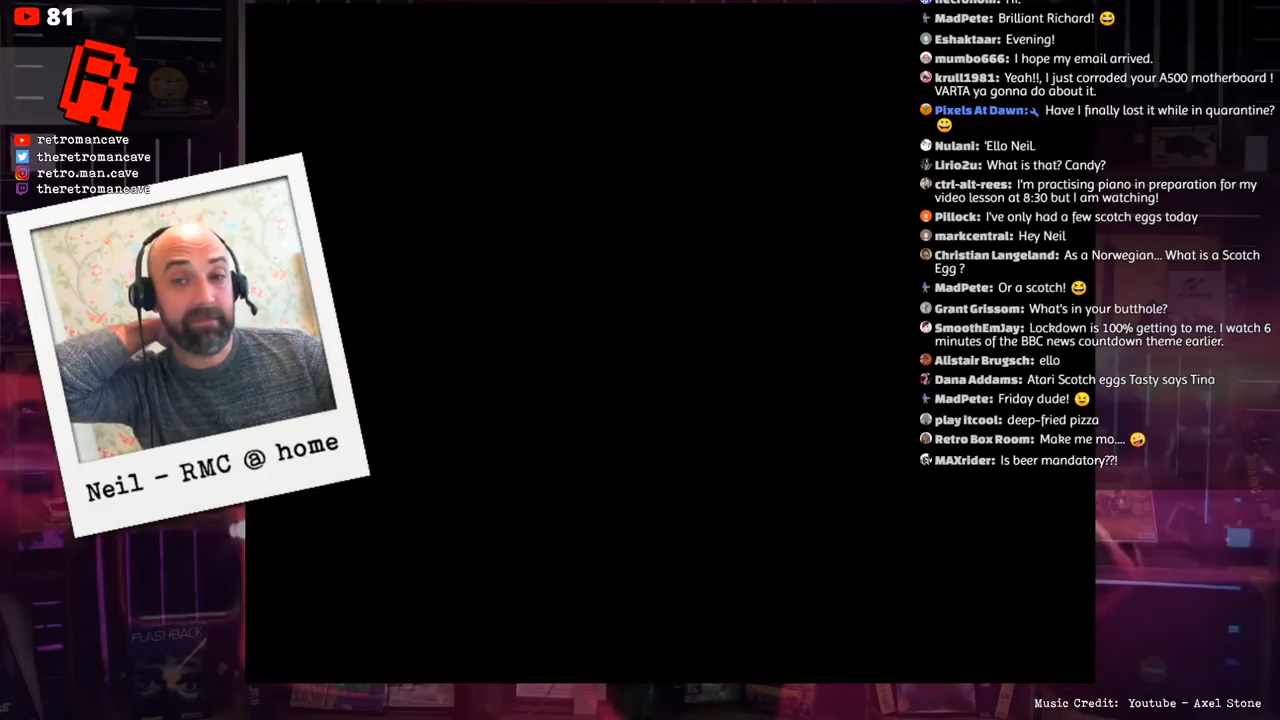 81
retromancave
theretromancave
retro.man.cave
theretromancave
Neil - RMC @ home
MadPete: Brilliant Richard! 😆
Eshaktaar: Evening!
mumbo666: I hope my email arrived.
krull1981: Yeah!!, I just corroded your A500 motherboard !
VARTA ya gonna do about it.
Pixels At Dawn: Have I finally lost it while in quarantine?
😀
Nulani: 'Ello Neil.
Lirio2u: What is that? Candy?
ctrl-alt-rees: I'm practising piano in preparation for my
video lesson at 8:30 but I am watching!
Pillock: I've only had a few scotch eggs today
markcentral: Hey Neil
Christian Langeland: As a Norwegian... What is a Scotch
Egg ?
MadPete: Or a scotch! 😆
Grant Grissom: What's in your butthole?
SmoothEmJay: Lockdown is 100% getting to me. I watch 6
minutes of the BBC news countdown theme earlier.
Alistair Brugsch: ello
Dana Addams: Atari Scotch eggs Tasty says Tina
MadPete: Friday dude! 😉
play itcool: deep-fried pizza
Retro Box Room: Make me mo.... 🤪
MAXrider: Is beer mandatory??!
FLASHBACK
Music Credit: Youtube - Axel Stone